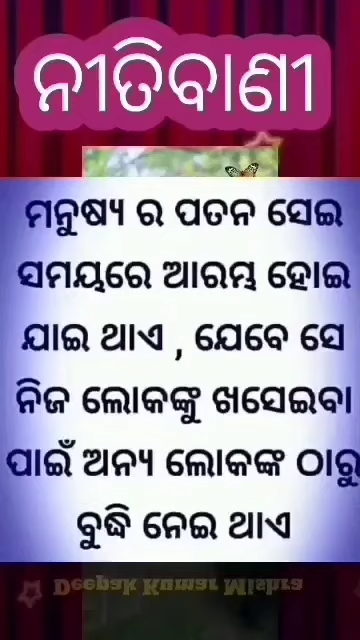 ନୀତିବାଣୀ
ମନୁଷ୍ୟ ର ପତନ ସେଇ
ସମୟରେ ଆରମ୍ଭ ହୋଇ
ଯାଇ ଥାଏ , ଯେବେ ସେ
ନିଜ ଲୋକଙ୍କୁ ଖସେଇବା
ପାଇଁ ଅନ୍ୟ ଲୋକଙ୍କ ଠାରୁ
ବୁଦ୍ଧି ନେଇ ଥାଏ
Deepak Kumar Mishra